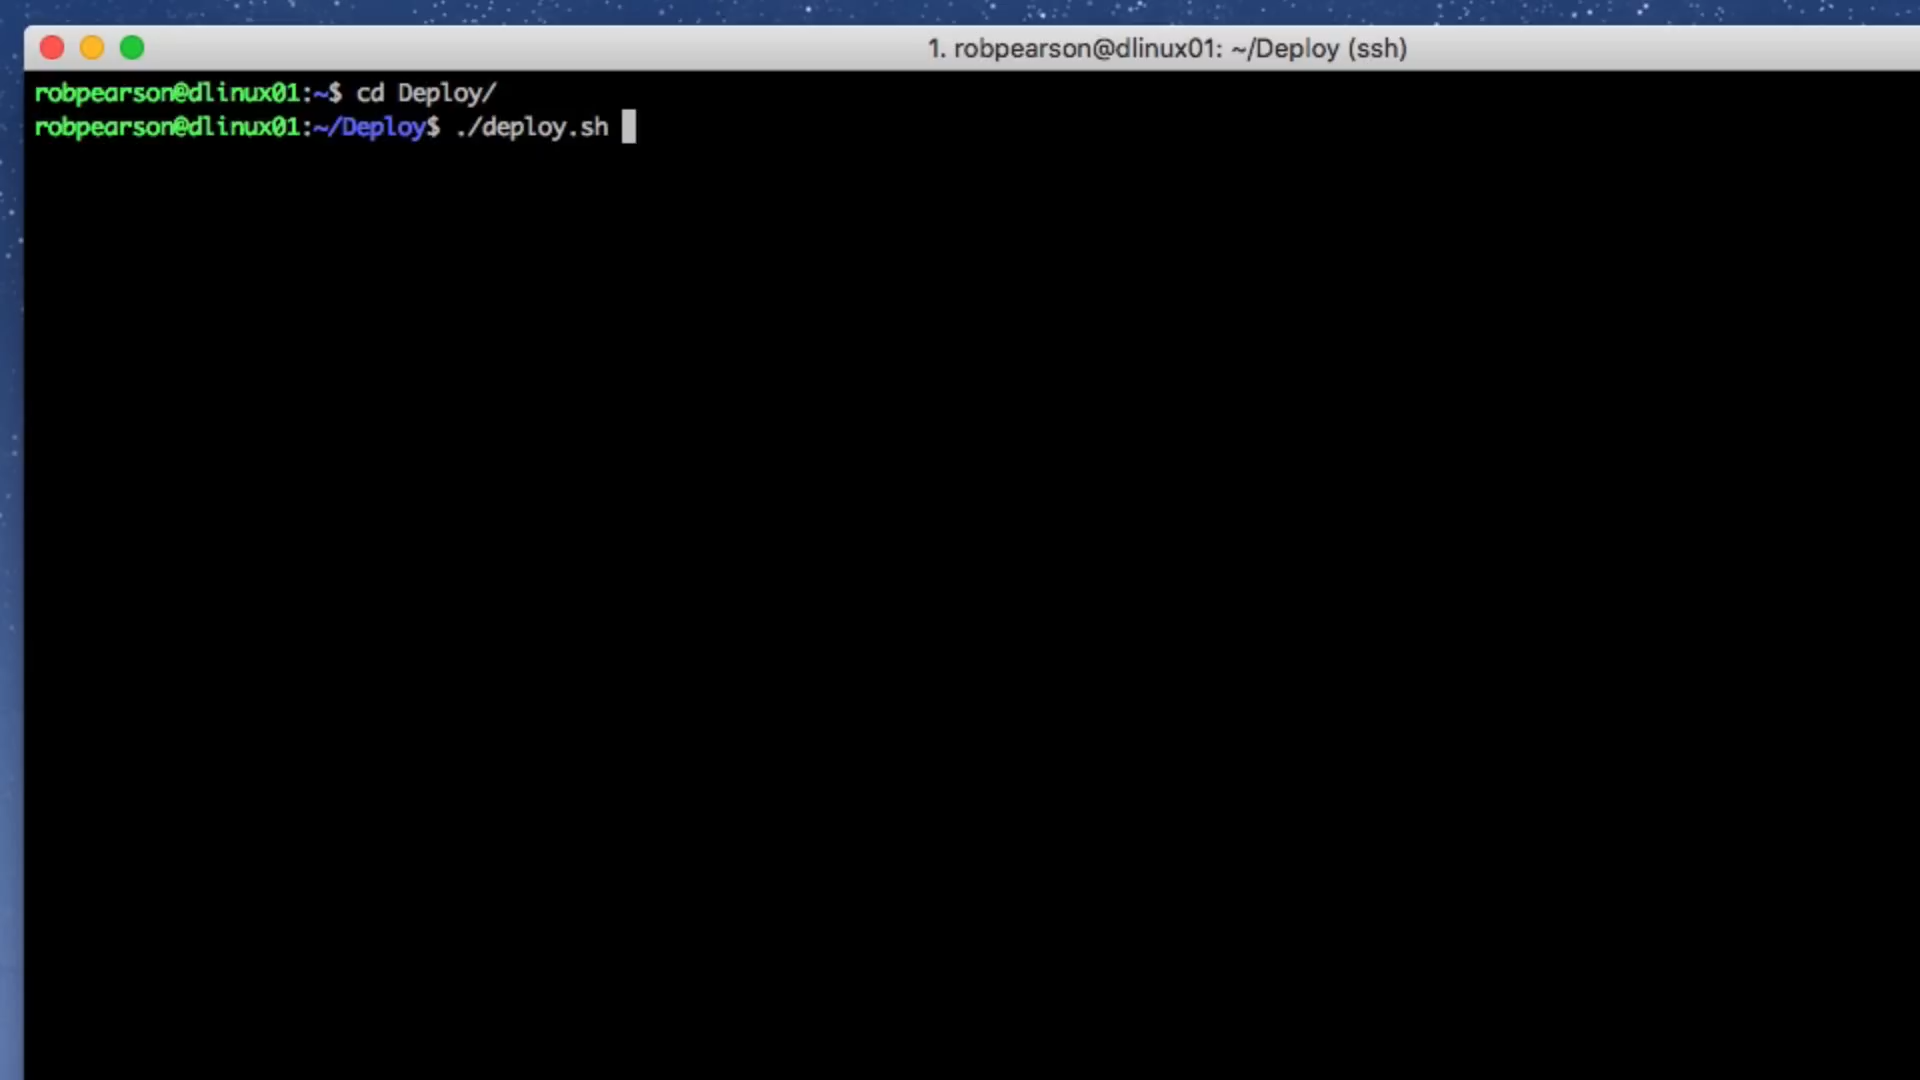 1. robpearson@dlinux01: ~/Deploy (ssh)
robpearson@dlinux01:~$ cd Deploy/
robpearson@dlinux01:~/Deploy$ ./deploy.sh